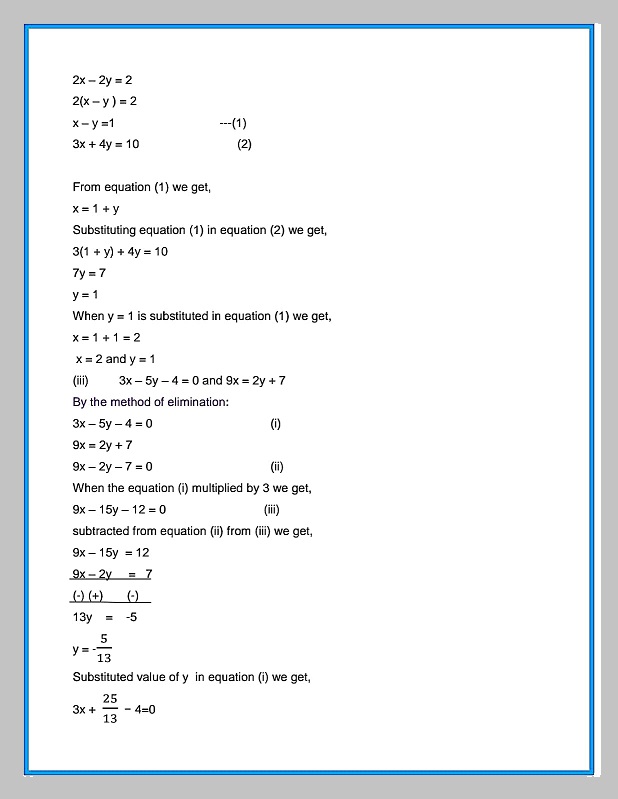 2x – 2y = 2
2(x – y ) = 2
x – y =1 ---(1)
3x + 4y = 10 (2)
From equation (1) we get,
x = 1 + y
Substituting equation (1) in equation (2) we get,
3(1 + y) + 4y = 10
7y = 7
y = 1
When y = 1 is substituted in equation (1) we get,
x = 1 + 1 = 2
x = 2 and y = 1
(iii) 3x – 5y – 4 = 0 and 9x = 2y + 7
By the method of elimination:
3x – 5y – 4 = 0 (i)
9x = 2y + 7
9x – 2y – 7 = 0 (ii)
When the equation (i) multiplied by 3 we get,
9x – 15y – 12 = 0 (iii)
subtracted from equation (ii) from (iii) we get,
9x – 15y = 12
9x – 2y = 7
(-) (+) (-)
13y = -5
y = -5/13
Substituted value of y in equation (i) we get,
3x + 25/13 − 4=0